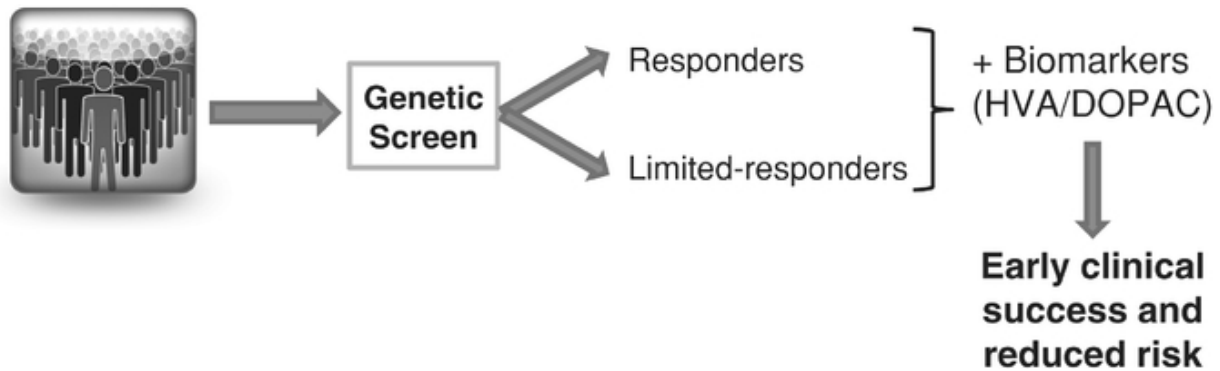 Genetic
Screen
Responders
Limited-responders
+ Biomarkers
(HVA/DOPAC)
Early clinical
success and
reduced risk